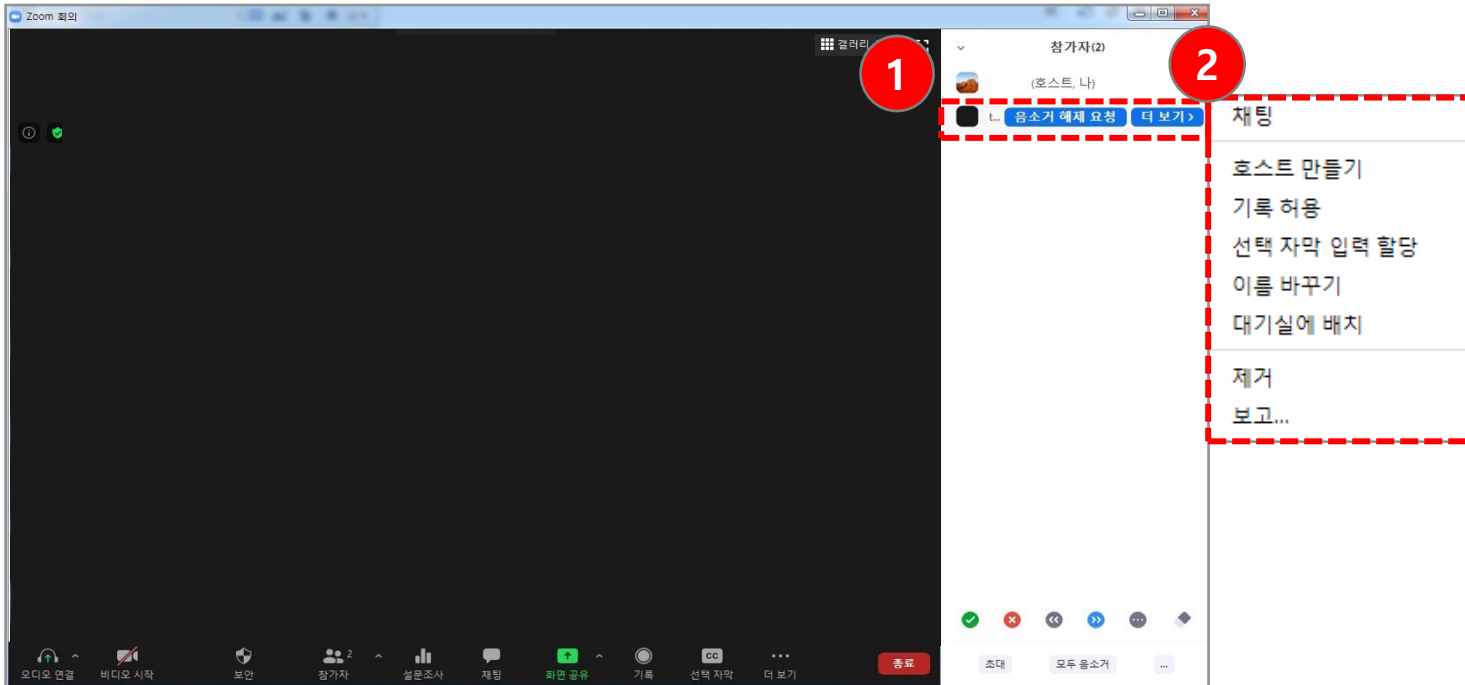 Zoom 회의
갤러리
1
참가자(2)
2
(호스트, 나)
t... 음소거 해제 요청 더 보기 >
채팅
호스트 만들기
기록 허용
선택 자막 입력 할당
이름 바꾸기
대기실에 배치
제거
보고...
2
CC
오디오 연결 비디오 시작 보안 참가자 설문조사 채팅 화면 공유 기록 선택 자막 더 보기 종료
초대 모두 음소거 ...